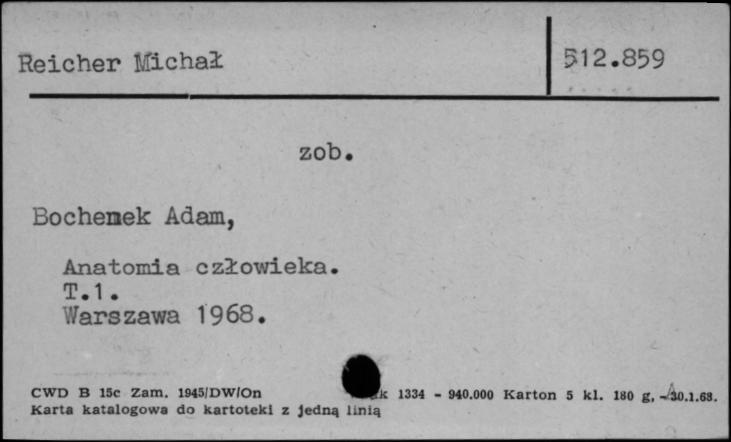 Reicher Michał
512.859
zob.
Bochenek Adam,
Anatomia człowieka.
T.1.
Warszawa 1968.
CWD B 15c Zam. 1945/DW/On 1334 - 940.000 Karton 5 kl. 180 g. 30.1.68.
Karta katalogowa do kartoteki z jedną linią